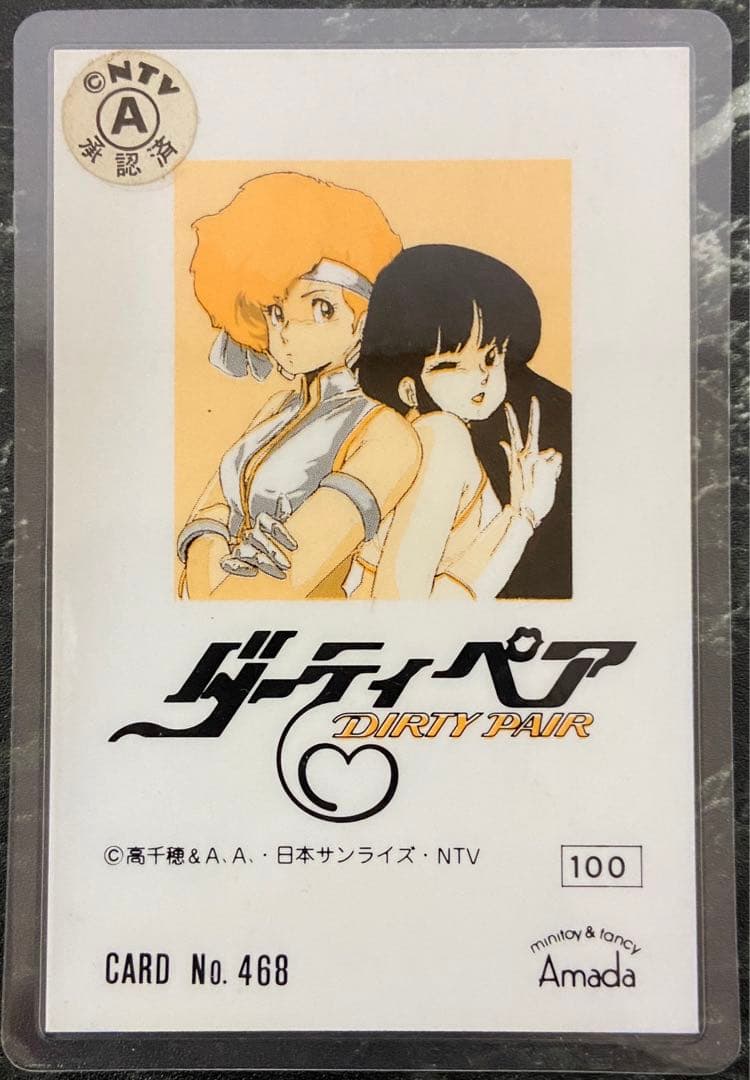 ©NTV
A
承認済
ダーティペア
DIRTY PAIR
©高千穂&A、A、・日本サンライズ・NTV
100
CARD No. 468
minitoy & fancy
Amada